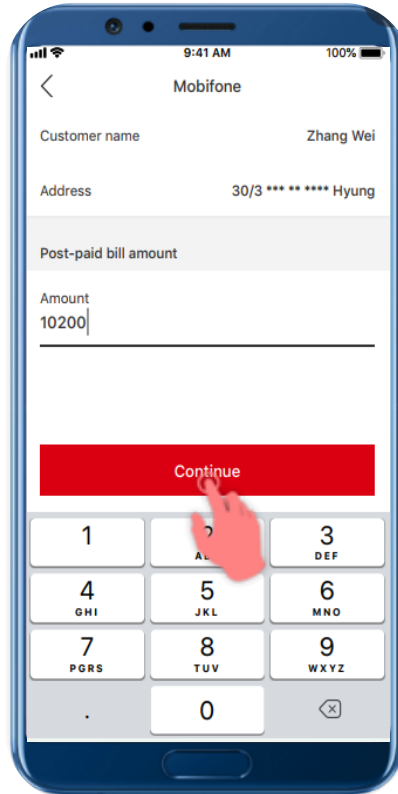 9:41 AM 100%
Mobifone
Customer name Zhang Wei
Address 30/3 *** ** **** Hyung
Post-paid bill amount
Amount
10200
Continue
1 2 3
DEF
4 5 6
GHI JKL MNO
7 8 9
PGRS TUV WXYZ
. 0